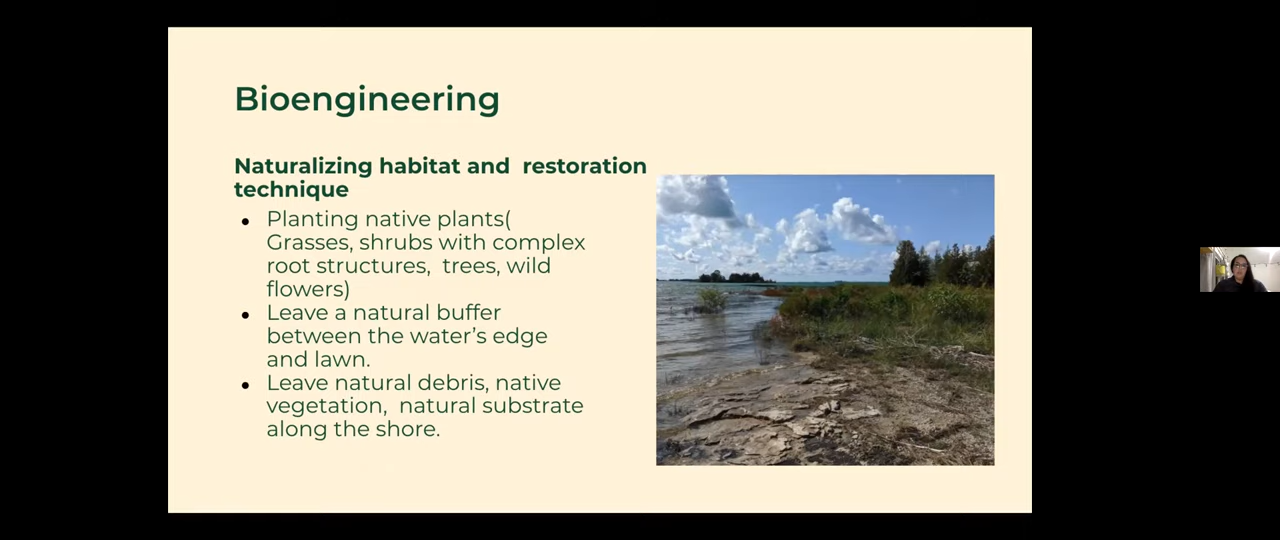 Bioengineering
Naturalizing habitat and  restoration
technique
● Planting native plants(
Grasses, shrubs with complex
root structures,  trees, wild
flowers)
● Leave a natural buffer
between the water’s edge
and lawn.
● Leave natural debris, native
vegetation,  natural substrate
along the shore.